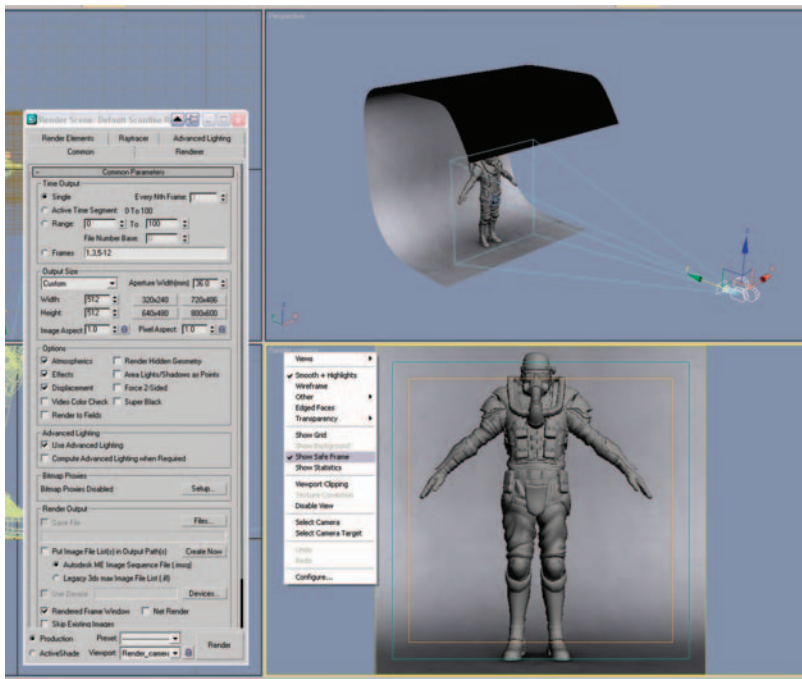 Perspective
Render Scene: Default Scanline
Render Elements Raytracer Advanced Lighting
Common Renderer
- Common Parameters
Time Output
Single Every Nth Frame:
Active Time Segment: 0 To 100
Range: 0 To 100
File Number Base:
Frames 1,3,5-12
Output Size
Custom Aperture Width(mm): 36.0
Width: 512 320x240 720x486
Height: 512 640x480 800x600
Image Aspect: 1.0 Pixel Aspect: 1.0
Options
Atmospherics Render Hidden Geometry
Effects Area Lights/Shadows as Points
Displacement Force 2-Sided
Video Color Check Super Black
Render to Fields
Advanced Lighting
Use Advanced Lighting
Compute Advanced Lighting when Required
Bitmap Proxies
Bitmap Proxies Disabled Setup...
Render Output
Save File Files...
Put Image File List(s) in Output Path(s) Create Now
Autodesk ME Image Sequence File (.imsq)
Legacy 3ds max Image File List (.ifl)
Use Device Devices...
Rendered Frame Window Net Render
Skip Existing Images
Production Preset:
ActiveShade Viewport: Render_camera
Render
Views
Smooth + Highlights
Wireframe
Other
Edged Faces
Transparency
Show Grid
Show Background
Show Safe Frame
Show Statistics
Viewport Clipping
Texture Correction
Disable View
Select Camera
Select Camera Target
Undo
Redo
Configure...